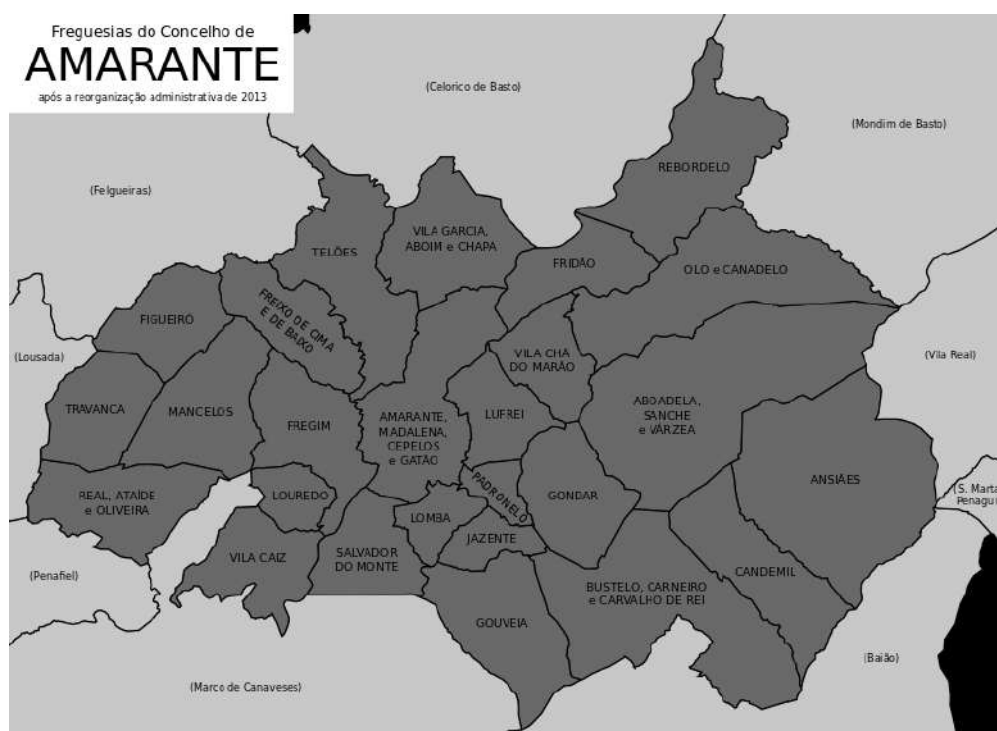 Freguesias do Concelho de
AMARANTE
após a reorganização administrativa de 2013
(Celorico de Basto)
(Mondim de Basto)
REBORDELO
(Felgueiras)
VILA GARCIA,
ABOIM e CHAPA
TELÕES
FRIDÃO
OLO e CANADELO
FREIXO DE CIMA
E DE BAIXO
FIGUEIRÓ
(Lousada)
VILA CHÃ
DO MARÃO
(Vila Real)
TRAVANCA
MANCELOS
FREGIM
AMARANTE,
MADALENA,
CEPELOS
e GATÃO
LUFREI
ABOADELA,
SANCHE
e VÁRZEA
ANSIÃES
REAL, ATAÍDE
e OLIVEIRA
LOUREDO
PADRONELO
GONDAR
(S. Marta
Penagu
LOMBA
JAZENTE
VILA CAIZ
SALVADOR
DO MONTE
(Penafiel)
CANDEMIL
BUSTELO, CARNEIRO
e CARVALHO DE REI
GOUVEIA
(Baião)
(Marco de Canaveses)